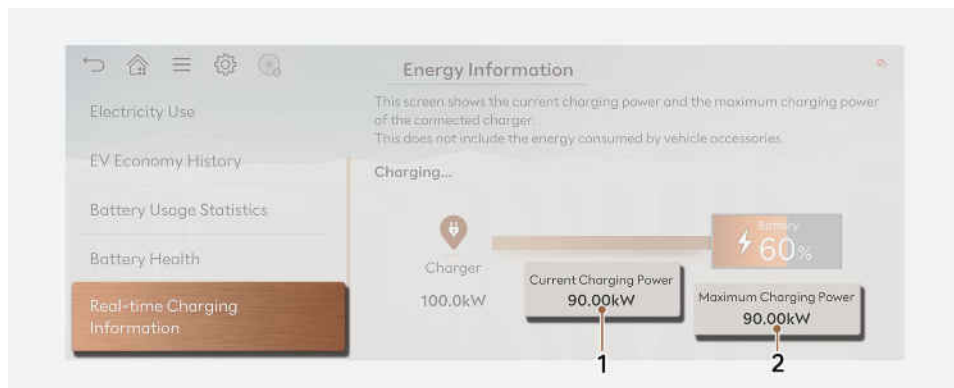 Energy Information
Electricity Use
EV Economy History
Battery Usage Statistics
Battery Health
Real-time Charging
Information
This screen shows the current charging power and the maximum charging power
of the connected charger.
This does not include the energy consumed by vehicle accessories.
Charging...
Charger
100.0kW
Battery
60%
Current Charging Power
90.00kW
Maximum Charging Power
90.00kW
1
2